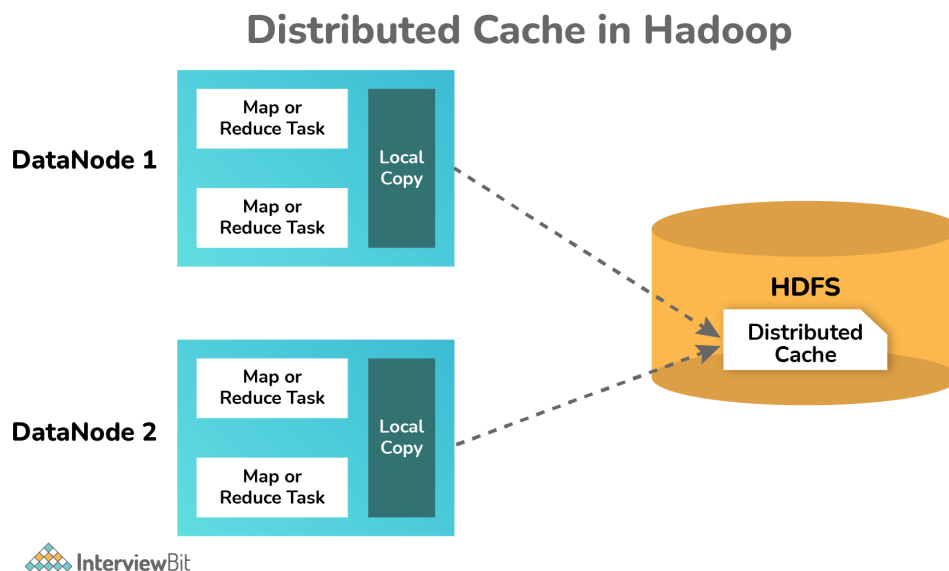 Distributed Cache in Hadoop
DataNode 1
Map or
Reduce Task
Map or
Reduce Task
Local
Copy
HDFS
Distributed
Cache
DataNode 2
Map or
Reduce Task
Map or
Reduce Task
Local
Copy
InterviewBit